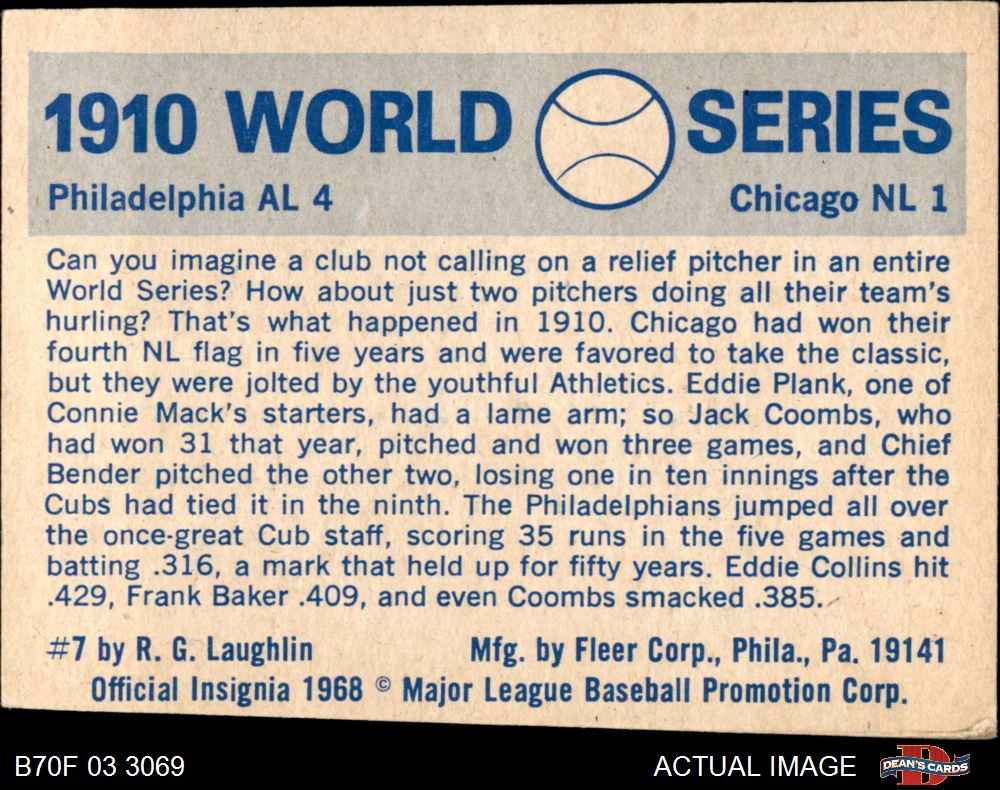 1910 WORLD SERIES
Philadelphia AL 4 Chicago NL 1
Can you imagine a club not calling on a relief pitcher in an entire
World Series? How about just two pitchers doing all their team's
hurling? That's what happened in 1910. Chicago had won their
fourth NL flag in five years and were favored to take the classic,
but they were jolted by the youthful Athletics. Eddie Plank, one of
Connie Mack's starters, had a lame arm; so Jack Coombs, who
had won 31 that year, pitched and won three games, and Chief
Bender pitched the other two, losing one in ten innings after the
Cubs had tied it in the ninth. The Philadelphians jumped all over
the once-great Cub staff, scoring 35 runs in the five games and
batting .316, a mark that held up for fifty years. Eddie Collins hit
.429, Frank Baker .409, and even Coombs smacked .385.
#7 by R. G. Laughlin Mfg. by Fleer Corp., Phila., Pa. 19141
Official Insignia 1968 © Major League Baseball Promotion Corp.
B70F 03 3069 ACTUAL IMAGE D DEAN'S CARDS